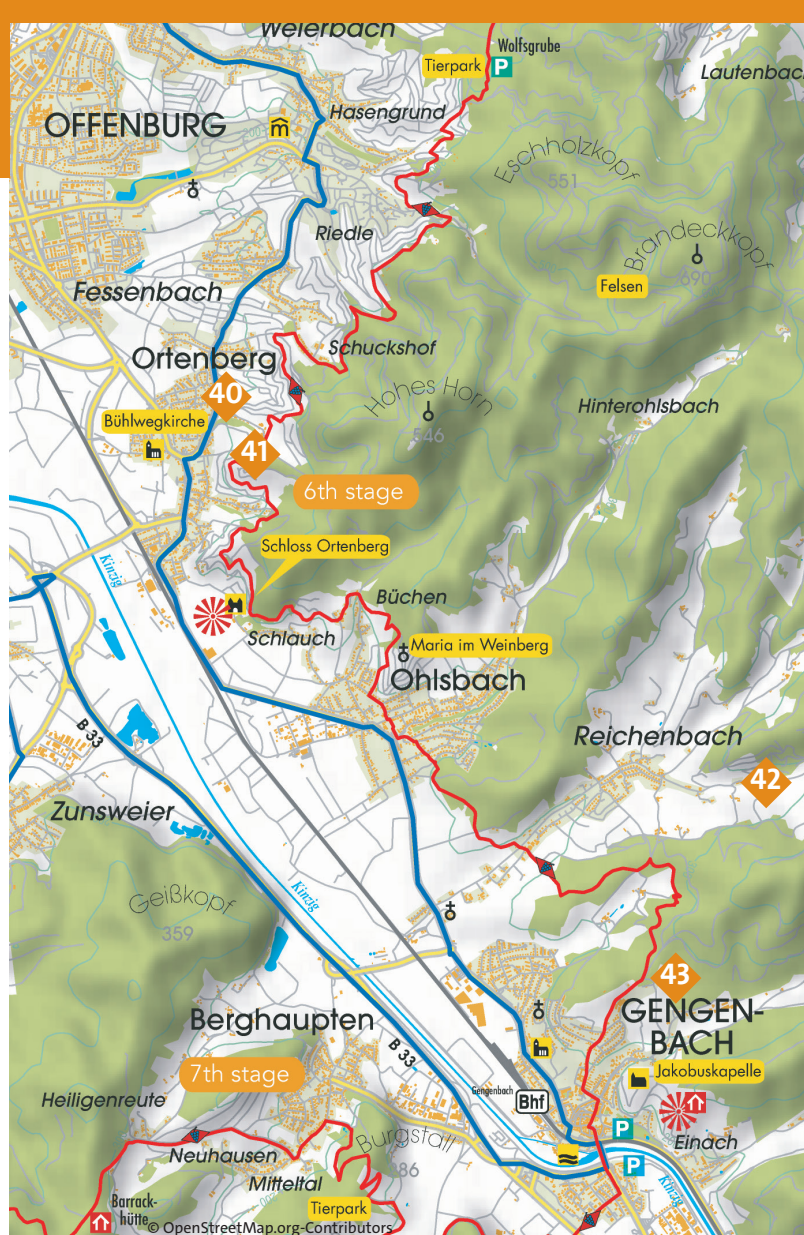 Weierbach
Wolfsgrube
Tierpark
P
Lautenbac
Hasengrund
OFFENBURG
Eschholzkopf
551
Riedle
Brandeckkopf
690
Felsen
Fessenbach
Ortenberg
Schuckshof
40
Hohes Horn
546
Hinterohlsbach
Bühlwegkirche
41
6th stage
Schloss Ortenberg
Kinzig
Büchen
Schlauch
Maria im Weinberg
Ohlsbach
B 33
Reichenbach
42
Zunsweier
Geißkopf
359
Kinzig
43
GENGEN-
BACH
Berghaupten
B 33
7th stage
Jakobuskapelle
Gengenbach
Bhf
Heiligenreute
P
Einach
Burgstall
Neuhausen
P
Mitteltal
Kinzig
Barrack-
hütte
Tierpark
© OpenStreetMap.org-Contributors